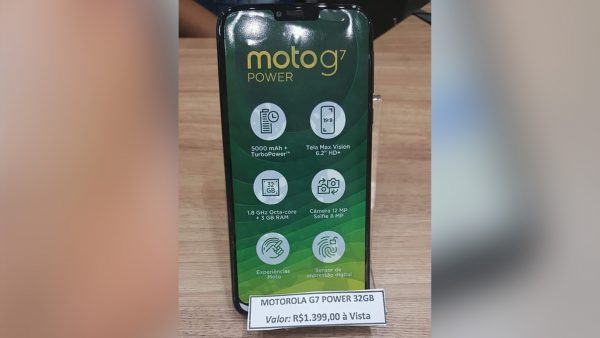 moto g7
POWER
5000 mAh +
TurboPower™
19:9
Tela Max Vision
6.2" HD+
32
GB
1.8 GHz Octa-core
+ 3 GB RAM
Câmera 12 MP
Selfie 8 MP
Experiências
Moto
Sensor de
impressão digital
MOTOROLA G7 POWER 32GB
Valor: R$1.399,00 à Vista